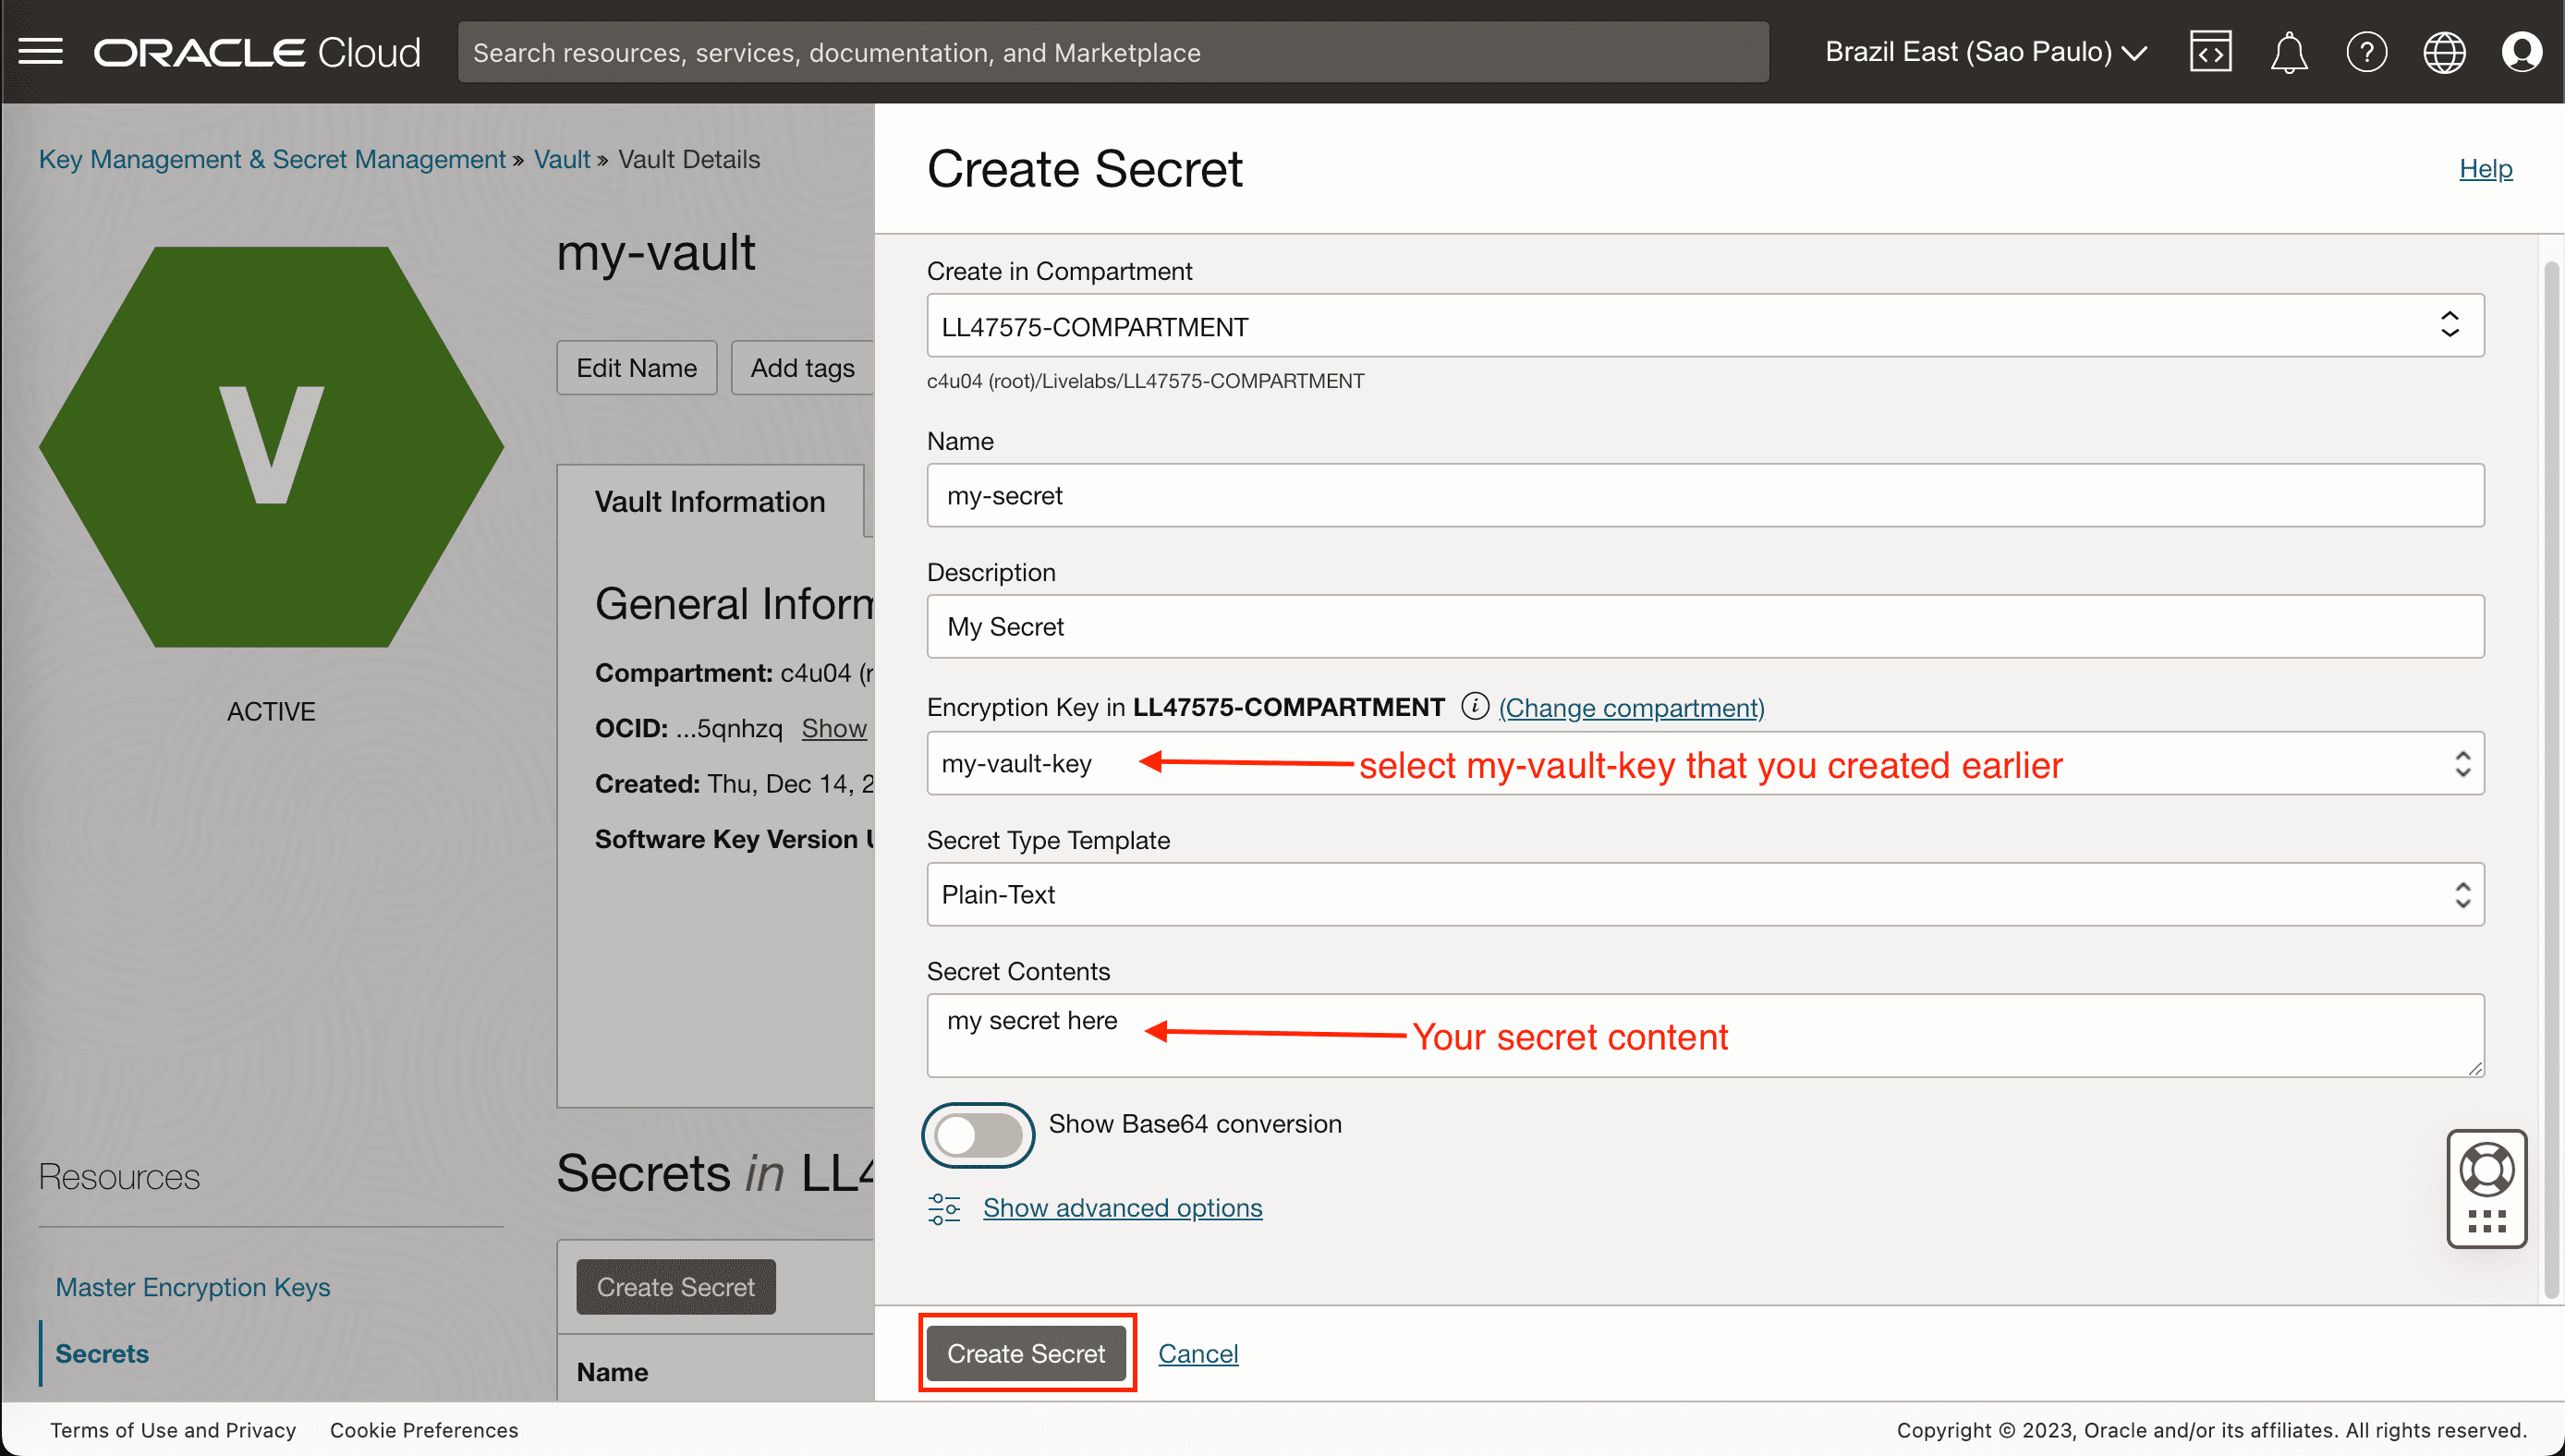 ORACLE Cloud
Search resources, services, documentation, and Marketplace
Brazil East (Sao Paulo)
Key Management & Secret Management » Vault » Vault Details
V
ACTIVE
my-vault
Edit Name
Add tags
Vault Information
General Inform
Compartment: c4u04 (r
OCID: ...5qnhzq Show
Created: Thu, Dec 14, 2
Software Key Version U
Resources
Master Encryption Keys
Secrets
Secrets in LL4
Create Secret
Name
Create Secret
Help
Create in Compartment
LL47575-COMPARTMENT
c4u04 (root)/Livelabs/LL47575-COMPARTMENT
Name
my-secret
Description
My Secret
Encryption Key in LL47575-COMPARTMENT (Change compartment)
my-vault-key
select my-vault-key that you created earlier
Secret Type Template
Plain-Text
Secret Contents
my secret here
Your secret content
Show Base64 conversion
Show advanced options
Create Secret
Cancel
Terms of Use and Privacy
Cookie Preferences
Copyright © 2023, Oracle and/or its affiliates. All rights reserved.